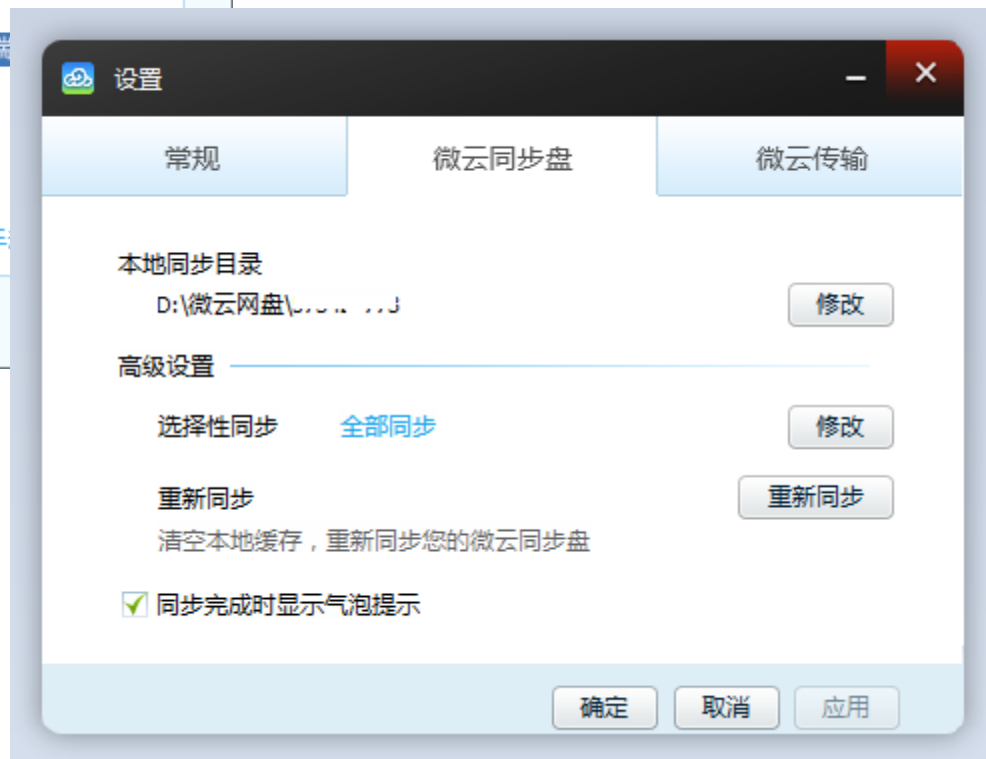 设置
常规
微云同步盘
微云传输
本地同步目录
D:\微云网盘\
修改
高级设置
选择性同步 全部同步
修改
重新同步
重新同步
清空本地缓存，重新同步您的微云同步盘
同步完成时显示气泡提示
确定
取消
应用